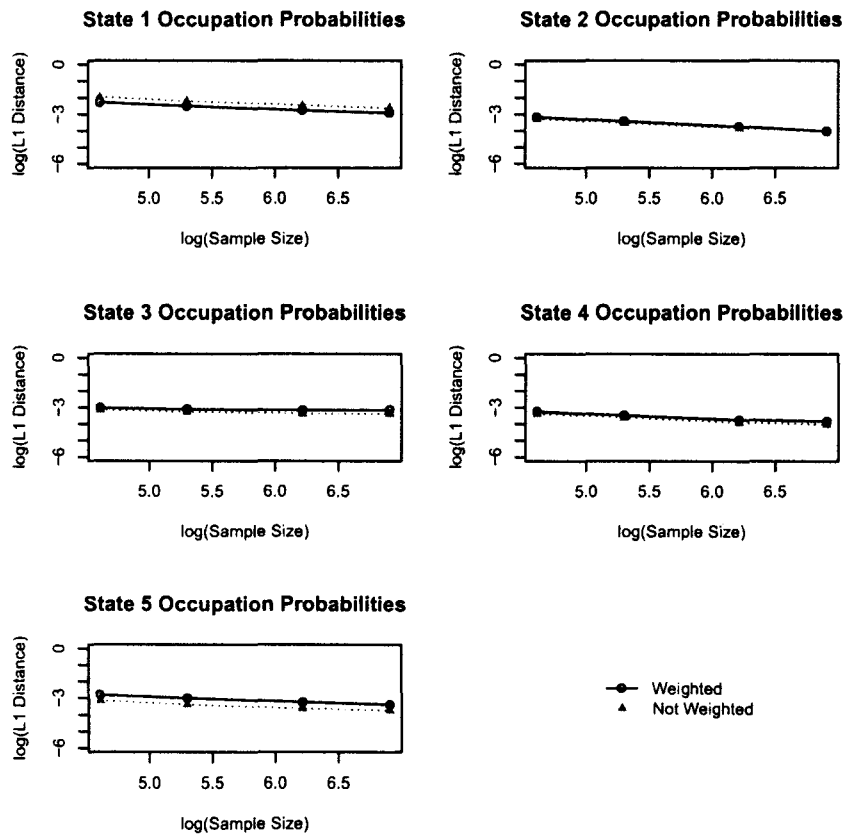 State 1 Occupation Probabilities
log(L1 Distance)
0
-3
-6
5.0 5.5 6.0 6.5
log(Sample Size)
State 2 Occupation Probabilities
log(L1 Distance)
0
-3
-6
5.0 5.5 6.0 6.5
log(Sample Size)
State 3 Occupation Probabilities
log(L1 Distance)
0
-3
-6
5.0 5.5 6.0 6.5
log(Sample Size)
State 4 Occupation Probabilities
log(L1 Distance)
0
-3
-6
5.0 5.5 6.0 6.5
log(Sample Size)
State 5 Occupation Probabilities
log(L1 Distance)
0
-3
-6
5.0 5.5 6.0 6.5
log(Sample Size)
Weighted
Not Weighted